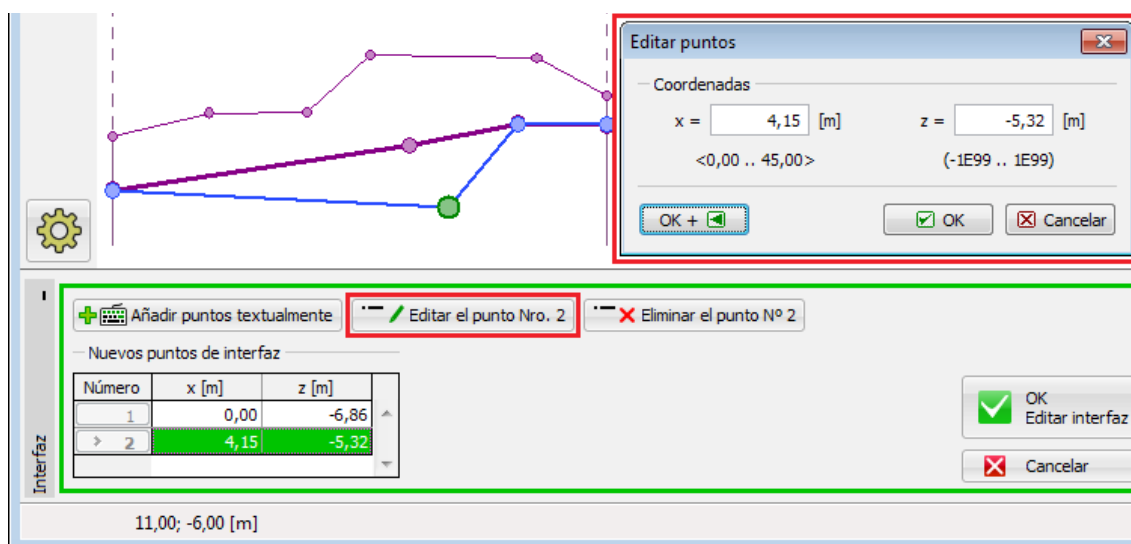 Editar puntos
Coordenadas
x = 4,15 [m] z = -5,32 [m]
<0,00 .. 45,00> (-1E99 .. 1E99)
OK + OK Cancelar
Añadir puntos textualmente Editar el punto Nro. 2 Eliminar el punto Nº 2
Nuevos puntos de interfaz
Número x [m] z [m]
1 0,00 -6,86
> 2 4,15 -5,32
OK
Editar interfaz
Cancelar
Interfaz
11,00; -6,00 [m]